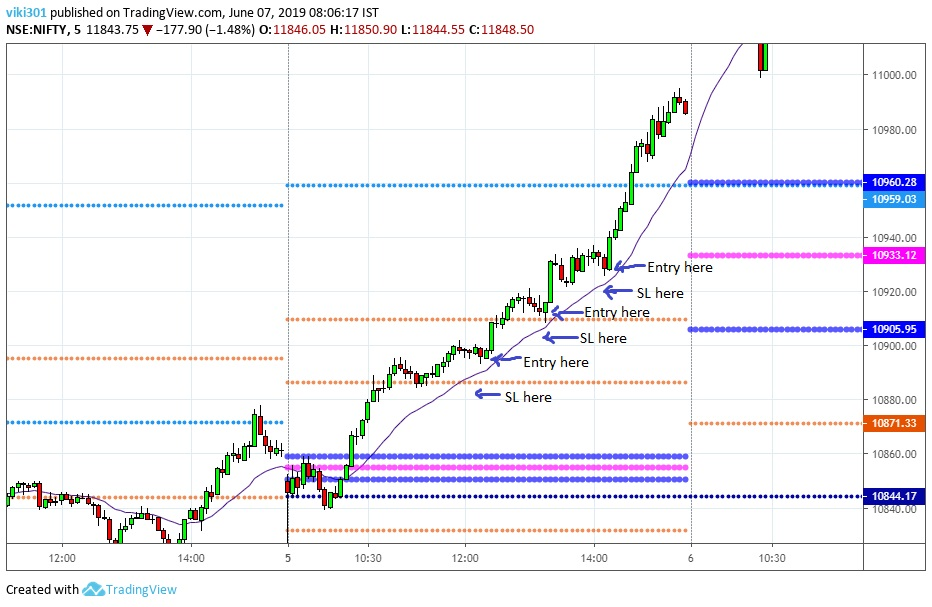 viki301 published on TradingView.com, June 07, 2019 08:06:17 IST
NSE:NIFTY, 5 11843.75 ▼ −177.90 (−1.48%) O:11846.05 H:11850.90 L:11844.55 C:11848.50
11000.00
10980.00
10960.28
10959.03
10940.00
10933.12
Entry here
SL here
10920.00
Entry here
10905.95
SL here
10900.00
Entry here
SL here
10880.00
10871.33
10860.00
10844.17
10840.00
12:00 14:00 5 10:30 12:00 14:00 6 10:30
Created with TradingView